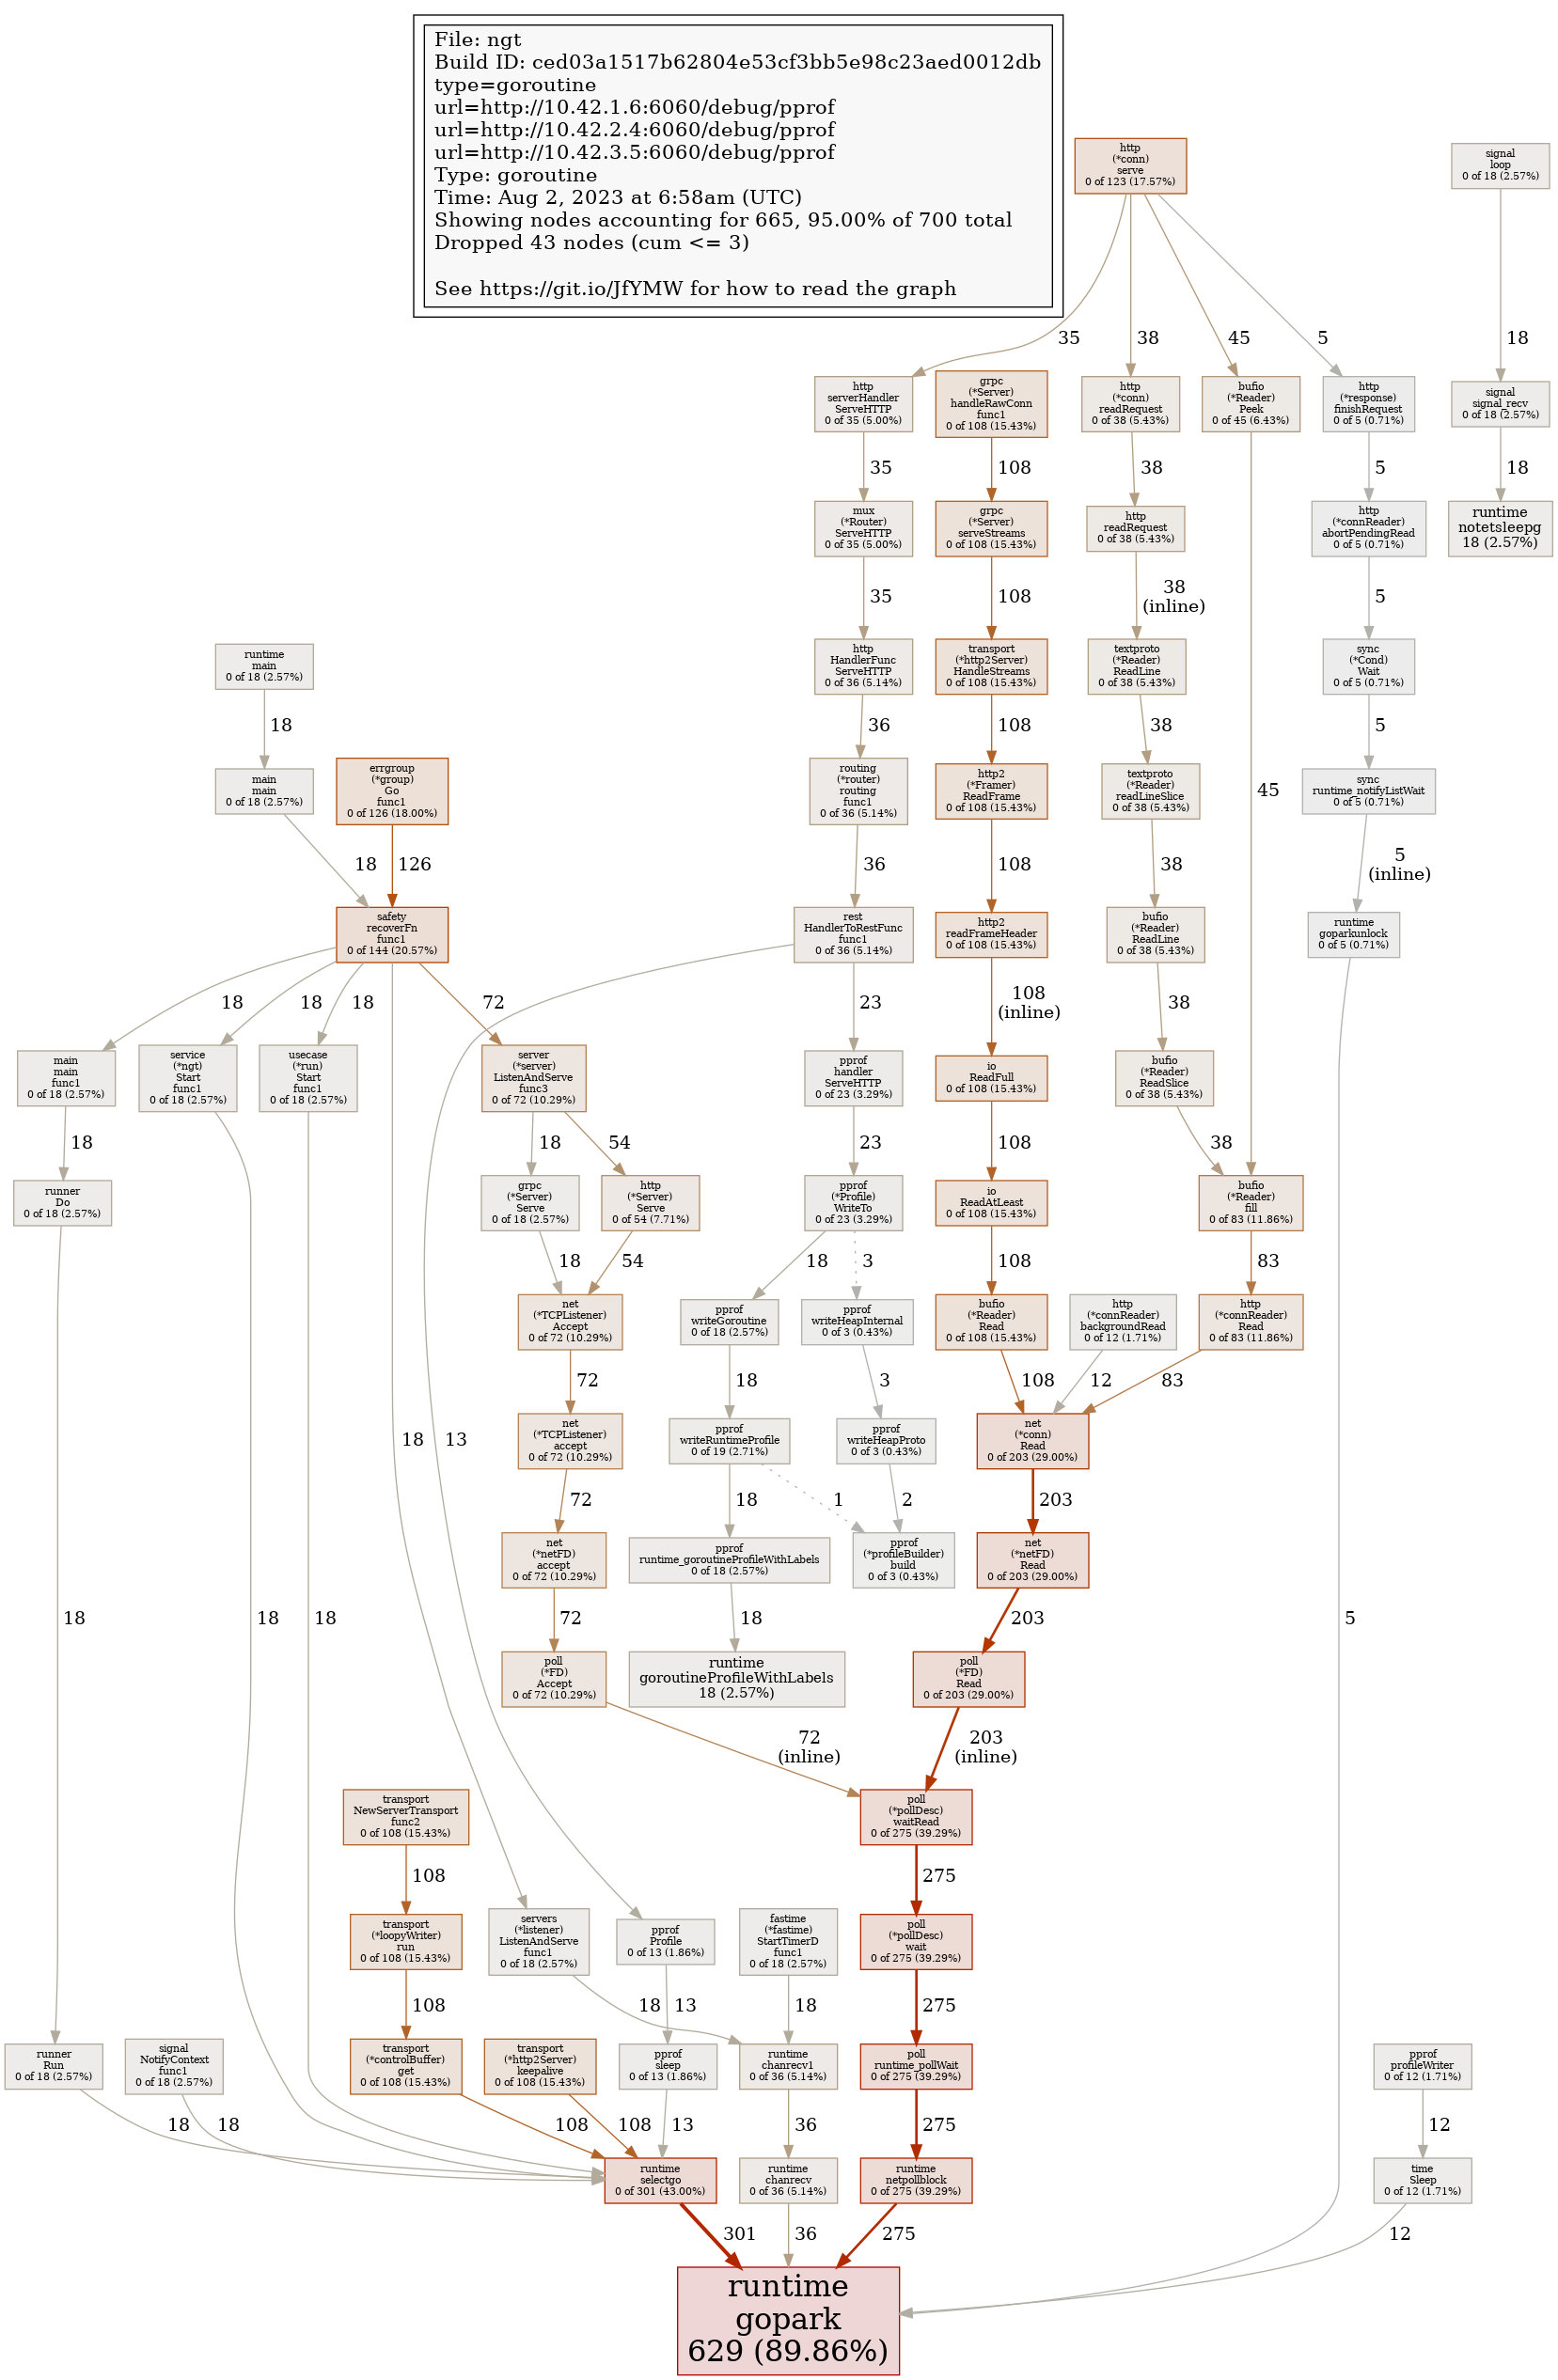 File: ngt
Build ID: ced03a1517b62804e53cf3bb5e98c23aed0012db
type=goroutine
url=http://10.42.1.6:6060/debug/pprof
url=http://10.42.2.4:6060/debug/pprof
url=http://10.42.3.5:6060/debug/pprof
Type: goroutine
Time: Aug 2, 2023 at 6:58am (UTC)
Showing nodes accounting for 665, 95.00% of 700 total
Dropped 43 nodes (cum <= 3)
See https://git.io/JfYMW for how to read the graph
http
(*conn)
serve
0 of 123 (17.57%)
signal
loop
0 of 18 (2.57%)
35
38
45
5
18
http
serverHandler
ServeHTTP
0 of 35 (5.00%)
grpc
(*Server)
handleRawConn
func1
0 of 108 (15.43%)
http
(*conn)
readRequest
0 of 38 (5.43%)
bufio
(*Reader)
Peek
0 of 45 (6.43%)
http
(*response)
finishRequest
0 of 5 (0.71%)
signal
signal_recv
0 of 18 (2.57%)
35
108
38
5
18
mux
(*Router)
ServeHTTP
0 of 35 (5.00%)
grpc
(*Server)
serveStreams
0 of 108 (15.43%)
http
readRequest
0 of 38 (5.43%)
http
(*connReader)
abortPendingRead
0 of 5 (0.71%)
runtime
notetsleepg
18 (2.57%)
35
108
38
(inline)
5
runtime
main
0 of 18 (2.57%)
http
HandlerFunc
ServeHTTP
0 of 36 (5.14%)
transport
(*http2Server)
HandleStreams
0 of 108 (15.43%)
textproto
(*Reader)
ReadLine
0 of 38 (5.43%)
sync
(*Cond)
Wait
0 of 5 (0.71%)
18
36
108
38
5
main
main
0 of 18 (2.57%)
errgroup
(*group)
Go
func1
0 of 126 (18.00%)
routing
(*router)
routing
func1
0 of 36 (5.14%)
http2
(*Framer)
ReadFrame
0 of 108 (15.43%)
textproto
(*Reader)
readLineSlice
0 of 38 (5.43%)
45
sync
runtime_notifyListWait
0 of 5 (0.71%)
18
126
36
108
38
5
(inline)
safety
recoverFn
func1
0 of 144 (20.57%)
rest
HandlerToRestFunc
func1
0 of 36 (5.14%)
http2
readFrameHeader
0 of 108 (15.43%)
bufio
(*Reader)
ReadLine
0 of 38 (5.43%)
runtime
goparkunlock
0 of 5 (0.71%)
18
18
18
72
23
108
(inline)
38
main
main
func1
0 of 18 (2.57%)
service
(*ngt)
Start
func1
0 of 18 (2.57%)
usecase
(*run)
Start
func1
0 of 18 (2.57%)
server
(*server)
ListenAndServe
func3
0 of 72 (10.29%)
pprof
handler
ServeHTTP
0 of 23 (3.29%)
io
ReadFull
0 of 108 (15.43%)
bufio
(*Reader)
ReadSlice
0 of 38 (5.43%)
18
18
54
23
108
38
runner
Do
0 of 18 (2.57%)
grpc
(*Server)
Serve
0 of 18 (2.57%)
http
(*Server)
Serve
0 of 54 (7.71%)
pprof
(*Profile)
WriteTo
0 of 23 (3.29%)
io
ReadAtLeast
0 of 108 (15.43%)
bufio
(*Reader)
fill
0 of 83 (11.86%)
18
54
18
3
108
83
net
(*TCPListener)
Accept
0 of 72 (10.29%)
pprof
writeGoroutine
0 of 18 (2.57%)
pprof
writeHeapInternal
0 of 3 (0.43%)
bufio
(*Reader)
Read
0 of 108 (15.43%)
http
(*connReader)
backgroundRead
0 of 12 (1.71%)
http
(*connReader)
Read
0 of 83 (11.86%)
72
18
3
108
12
83
18
13
net
(*TCPListener)
accept
0 of 72 (10.29%)
pprof
writeRuntimeProfile
0 of 19 (2.71%)
pprof
writeHeapProto
0 of 3 (0.43%)
net
(*conn)
Read
0 of 203 (29.00%)
72
18
1
2
203
net
(*netFD)
accept
0 of 72 (10.29%)
pprof
runtime_goroutineProfileWithLabels
0 of 18 (2.57%)
pprof
(*profileBuilder)
build
0 of 3 (0.43%)
net
(*netFD)
Read
0 of 203 (29.00%)
18
18
18
72
18
203
5
poll
(*FD)
Accept
0 of 72 (10.29%)
runtime
goroutineProfileWithLabels
18 (2.57%)
poll
(*FD)
Read
0 of 203 (29.00%)
72
(inline)
203
(inline)
transport
NewServerTransport
func2
0 of 108 (15.43%)
poll
(*pollDesc)
waitRead
0 of 275 (39.29%)
108
275
transport
(*loopyWriter)
run
0 of 108 (15.43%)
servers
(*listener)
ListenAndServe
func1
0 of 18 (2.57%)
pprof
Profile
0 of 13 (1.86%)
fastime
(*fastime)
StartTimerD
func1
0 of 18 (2.57%)
poll
(*pollDesc)
wait
0 of 275 (39.29%)
108
18
13
18
275
runner
Run
0 of 18 (2.57%)
signal
NotifyContext
func1
0 of 18 (2.57%)
transport
(*controlBuffer)
get
0 of 108 (15.43%)
transport
(*http2Server)
keepalive
0 of 108 (15.43%)
pprof
sleep
0 of 13 (1.86%)
runtime
chanrecv1
0 of 36 (5.14%)
poll
runtime_pollWait
0 of 275 (39.29%)
pprof
profileWriter
0 of 12 (1.71%)
18
18
108
108
13
36
275
12
runtime
selectgo
0 of 301 (43.00%)
runtime
chanrecv
0 of 36 (5.14%)
runtime
netpollblock
0 of 275 (39.29%)
time
Sleep
0 of 12 (1.71%)
301
36
275
12
runtime
gopark
629 (89.86%)